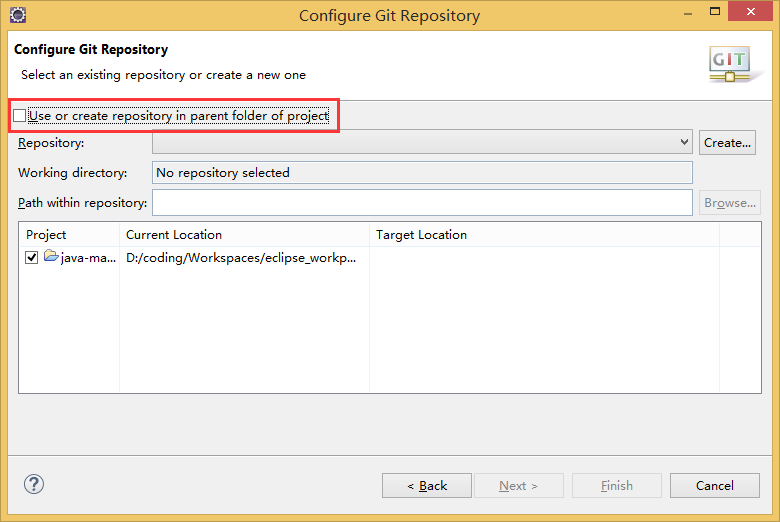 Configure Git Repository
Configure Git Repository
Select an existing repository or create a new one
GIT
Use or create repository in parent folder of project
Repository:
Create...
Working directory: No repository selected
Path within repository:
Browse...
Project Current Location Target Location
java-ma... D:/coding/Workspaces/eclipse_workp...
? < Back Next > Finish Cancel